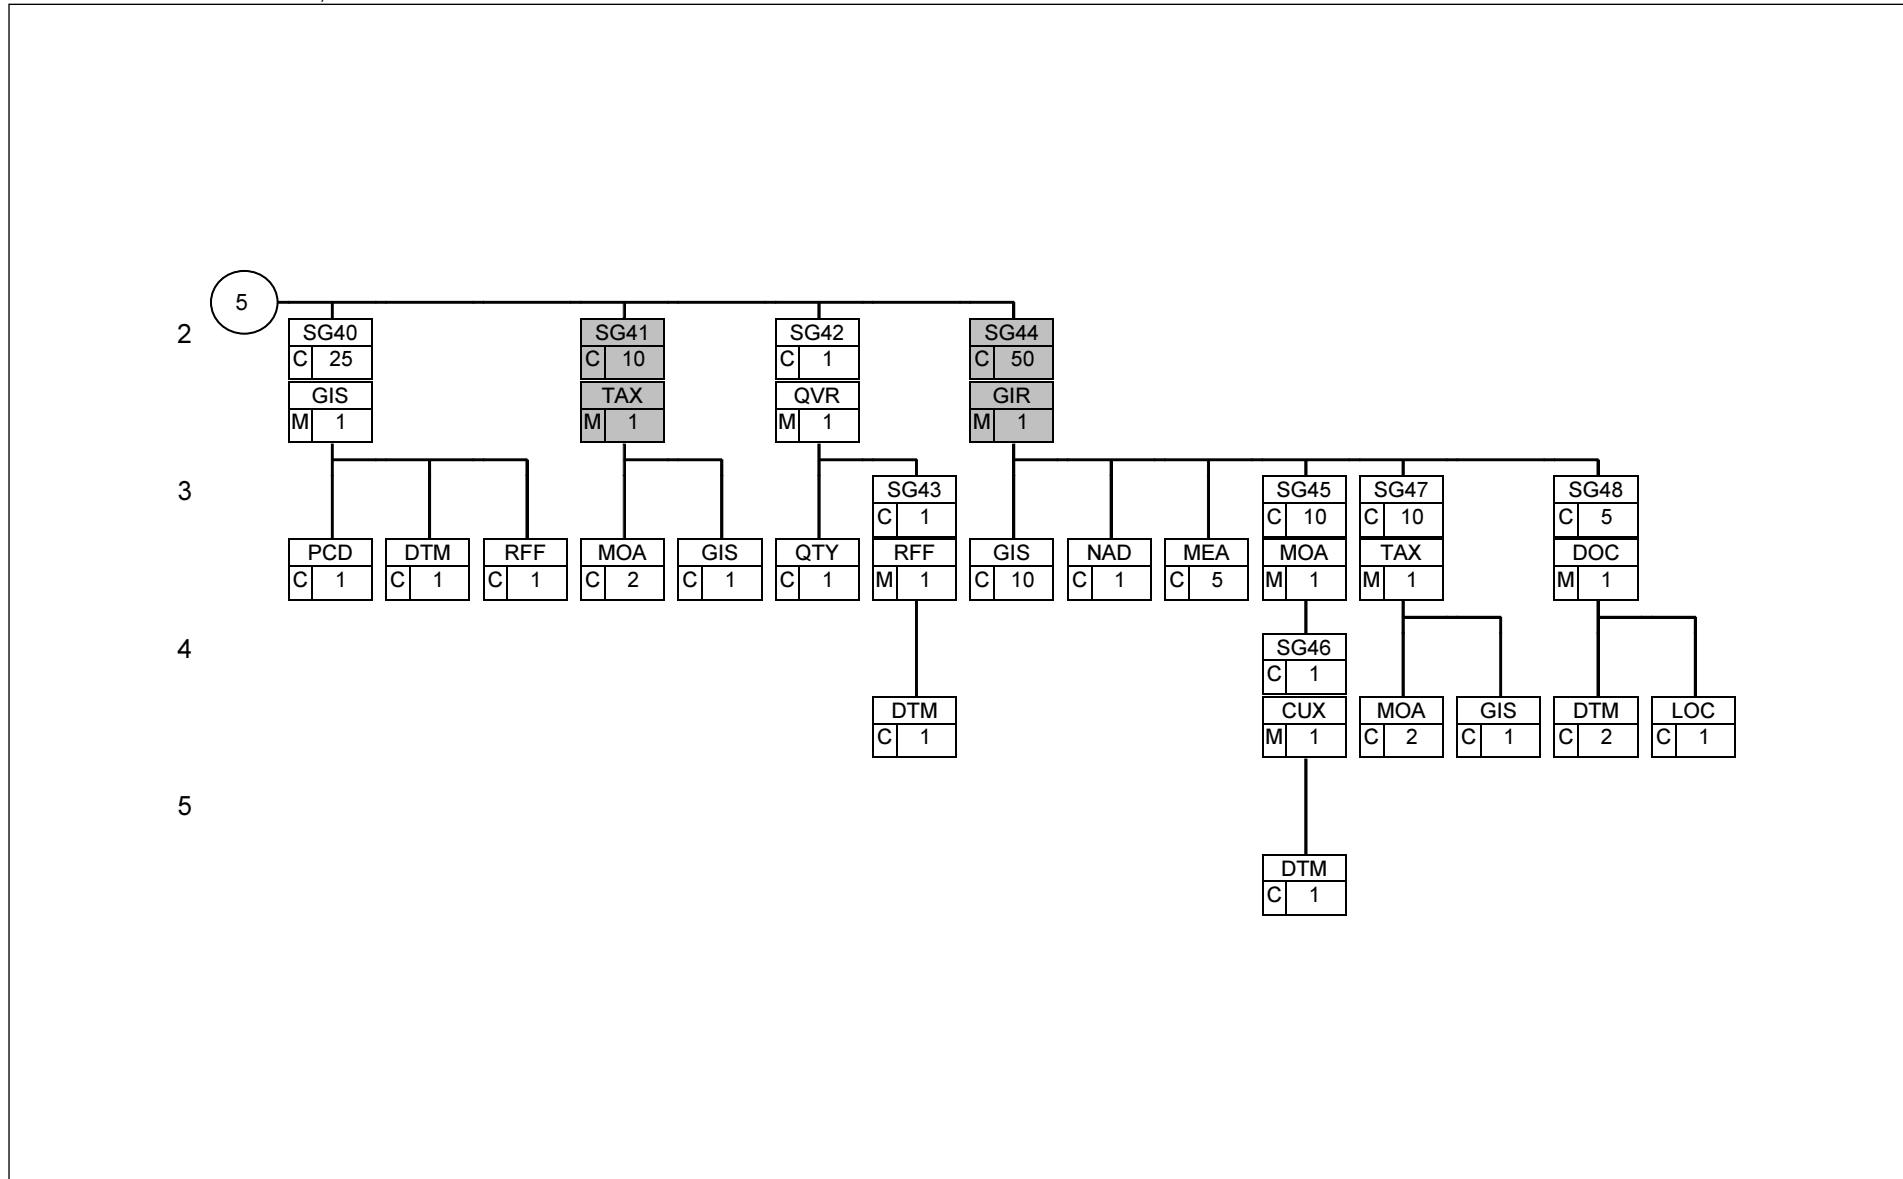 5
2
SG40 SG41 SG42 SG44
C 25 C 10 C 1 C 50
GIS TAX QVR GIR
M 1 M 1 M 1 M 1
3
SG43 SG45 SG47 SG48
C 1 C 10 C 10 C 5
PCD DTM RFF MOA GIS QTY RFF GIS NAD MEA MOA TAX DOC
C 1 C 1 C 1 C 2 C 1 C 1 M 1 C 10 C 1 C 5 M 1 M 1 M 1
4
SG46
C 1
DTM CUX MOA GIS DTM LOC
C 1 M 1 C 2 C 1 C 2 C 1
5
DTM
C 1